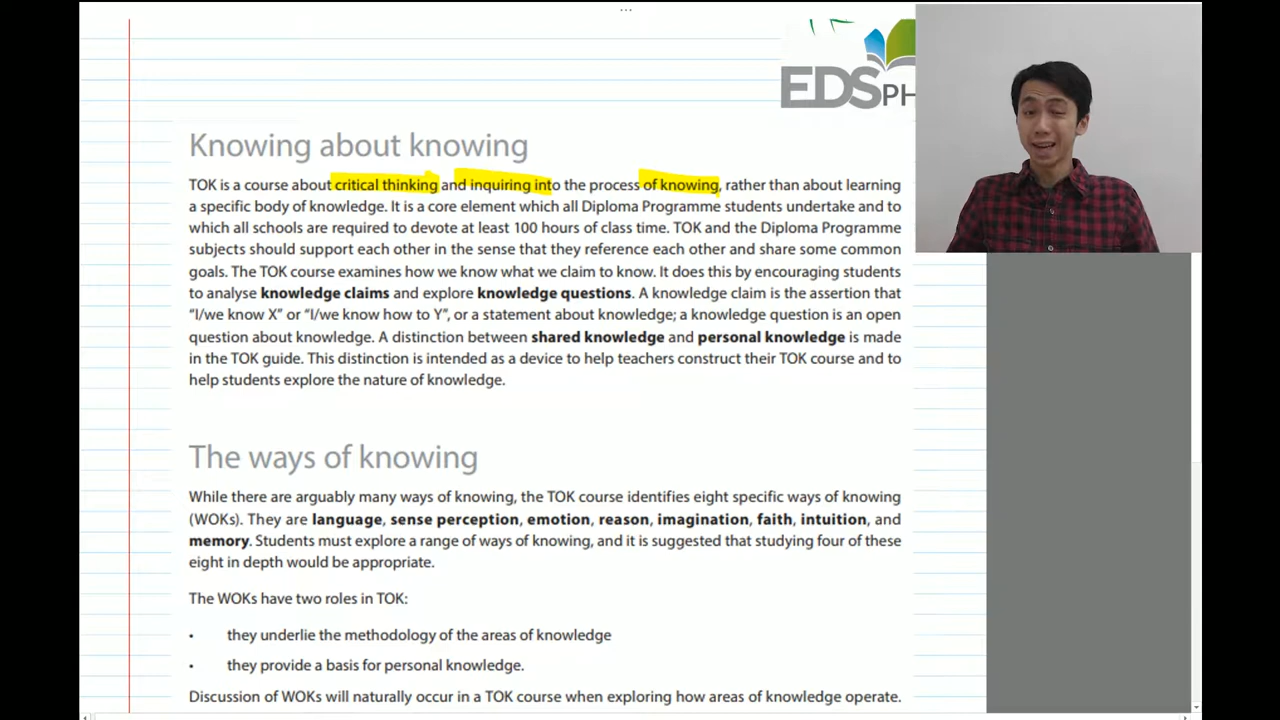 EDSPH
Knowing about knowing
TOK is a course about critical thinking and inquiring into the process of knowing, rather than about learning
a specific body of knowledge. It is a core element which all Diploma Programme students undertake and to
which all schools are required to devote at least 100 hours of class time. TOK and the Diploma Programme
subjects should support each other in the sense that they reference each other and share some common
goals. The TOK course examines how we know what we claim to know. It does this by encouraging students
to analyse knowledge claims and explore knowledge questions. A knowledge claim is the assertion that
“I/we know X” or “I/we know how to Y”, or a statement about knowledge; a knowledge question is an open
question about knowledge. A distinction between shared knowledge and personal knowledge is made
in the TOK guide. This distinction is intended as a device to help teachers construct their TOK course and to
help students explore the nature of knowledge.
The ways of knowing
While there are arguably many ways of knowing, the TOK course identifies eight specific ways of knowing
(WOKs). They are language, sense perception, emotion, reason, imagination, faith, intuition, and
memory. Students must explore a range of ways of knowing, and it is suggested that studying four of these
eight in depth would be appropriate.
The WOKs have two roles in TOK:
• they underlie the methodology of the areas of knowledge
• they provide a basis for personal knowledge.
Discussion of WOKs will naturally occur in a TOK course when exploring how areas of knowledge operate.